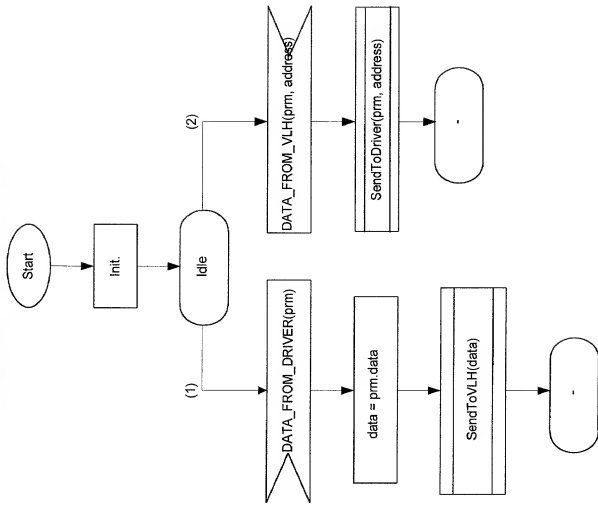 Start
Init.
Idle
(1)
(2)
DATA_FROM_DRIVER(prm)
data = prm.data
SendToVLH(data)
-
DATA_FROM_VLH(prm, address)
SendToDriver(prm, address)
-